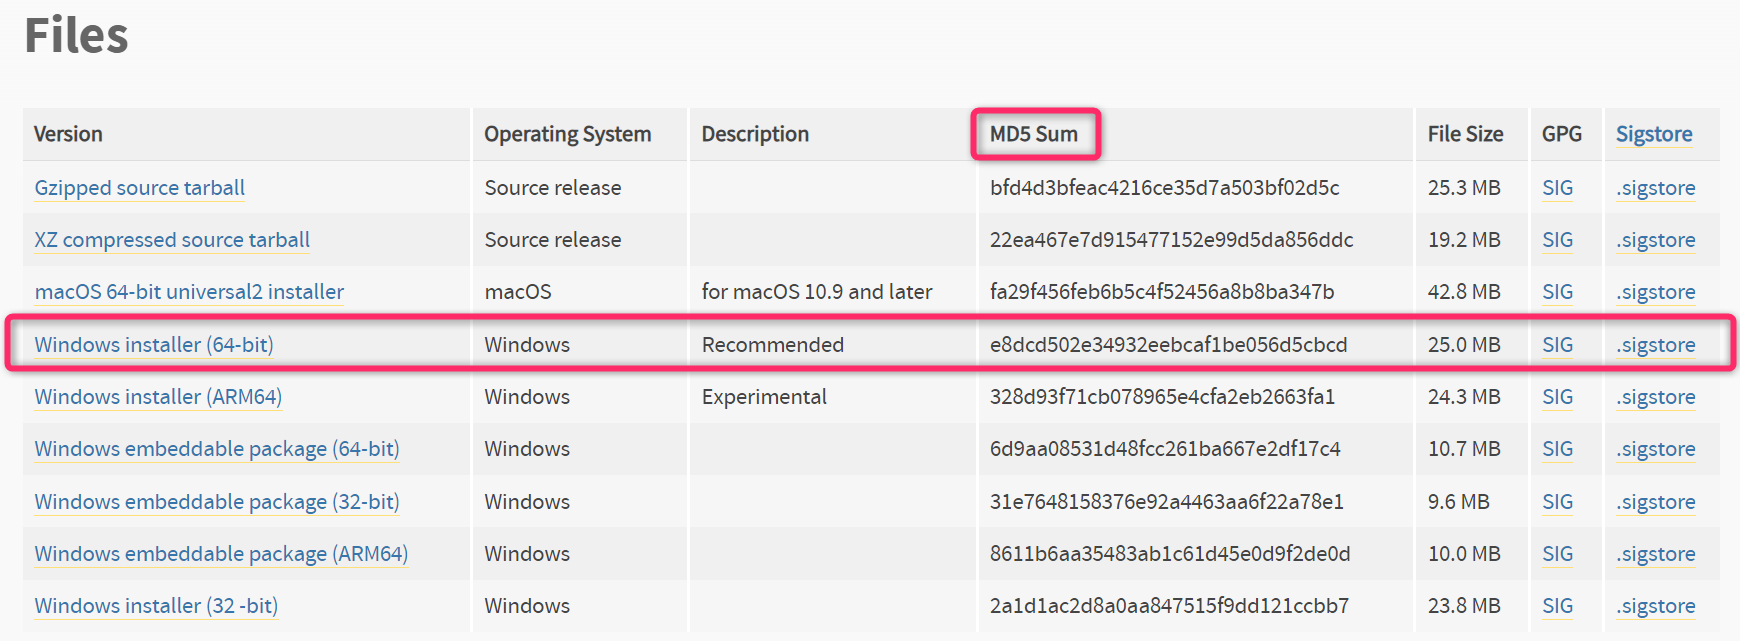 Files
Version Operating System Description MD5 Sum File Size GPG Sigstore
Gzipped source tarball Source release bfd4d3bfeac4216ce35d7a503bf02d5c 25.3 MB SIG .sigstore
XZ compressed source tarball Source release 22ea467e7d915477152e99d5da856ddc 19.2 MB SIG .sigstore
macOS 64-bit universal2 installer macOS for macOS 10.9 and later fa29f456feb6b5c4f52456a8b8ba347b 42.8 MB SIG .sigstore
Windows installer (64-bit) Windows Recommended e8dcd502e34932eebcaf1be056d5cbcd 25.0 MB SIG .sigstore
Windows installer (ARM64) Windows Experimental 328d93f71cb078965e4cfa2eb2663fa1 24.3 MB SIG .sigstore
Windows embeddable package (64-bit) Windows 6d9aa08531d48fcc261ba667e2df17c4 10.7 MB SIG .sigstore
Windows embeddable package (32-bit) Windows 31e7648158376e92a4463aa6f22a78e1 9.6 MB SIG .sigstore
Windows embeddable package (ARM64) Windows 8611b6aa35483ab1c61d45e0d9f2de0d 10.0 MB SIG .sigstore
Windows installer (32 -bit) Windows 2a1d1ac2d8a0aa847515f9dd121ccbb7 23.8 MB SIG .sigstore